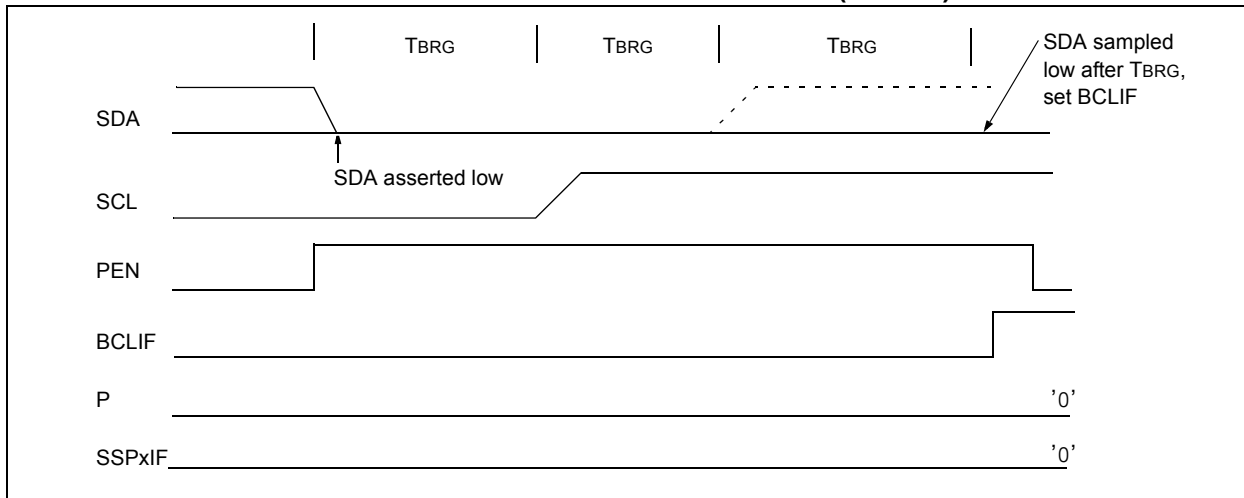 TBRG TBRG TBRG
SDA sampled
low after TBRG,
set BCLIF
SDA
SDA asserted low
SCL
PEN
BCLIF
P '0'
SSPxIF '0'